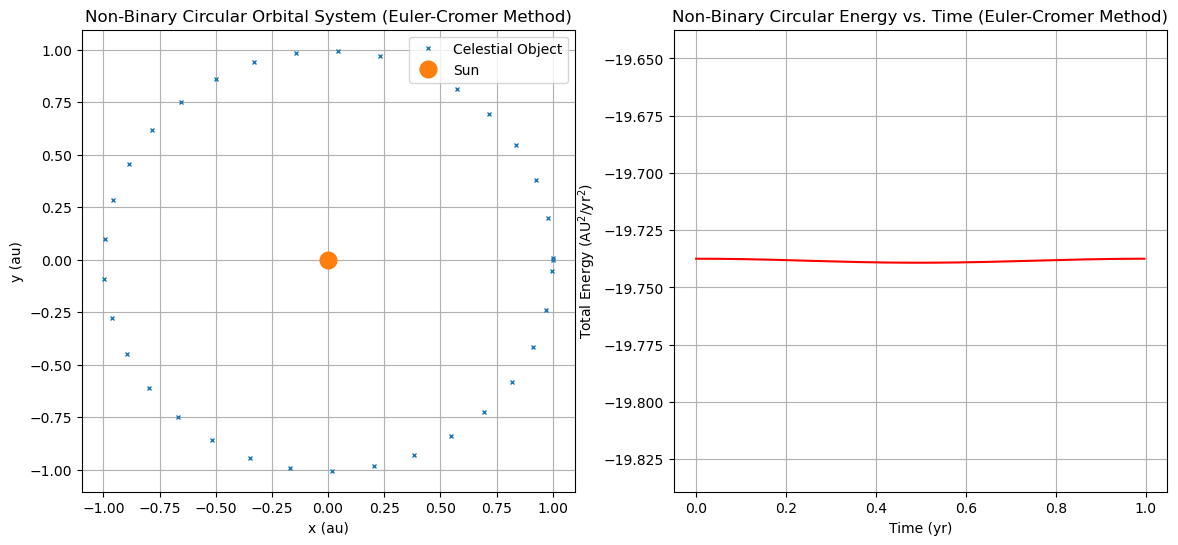 Non-Binary Circular Orbital System (Euler-Cromer Method)
Celestial Object
Sun
1.00
0.75
0.50
0.25
0.00
−0.25
−0.50
−0.75
−1.00
y (au)
−1.00 −0.75 −0.50 −0.25 0.00 0.25 0.50 0.75 1.00
x (au)
Non-Binary Circular Energy vs. Time (Euler-Cromer Method)
−19.650
−19.675
−19.700
−19.725
−19.750
−19.775
−19.800
−19.825
Total Energy (AU²/yr²)
0.0 0.2 0.4 0.6 0.8 1.0
Time (yr)